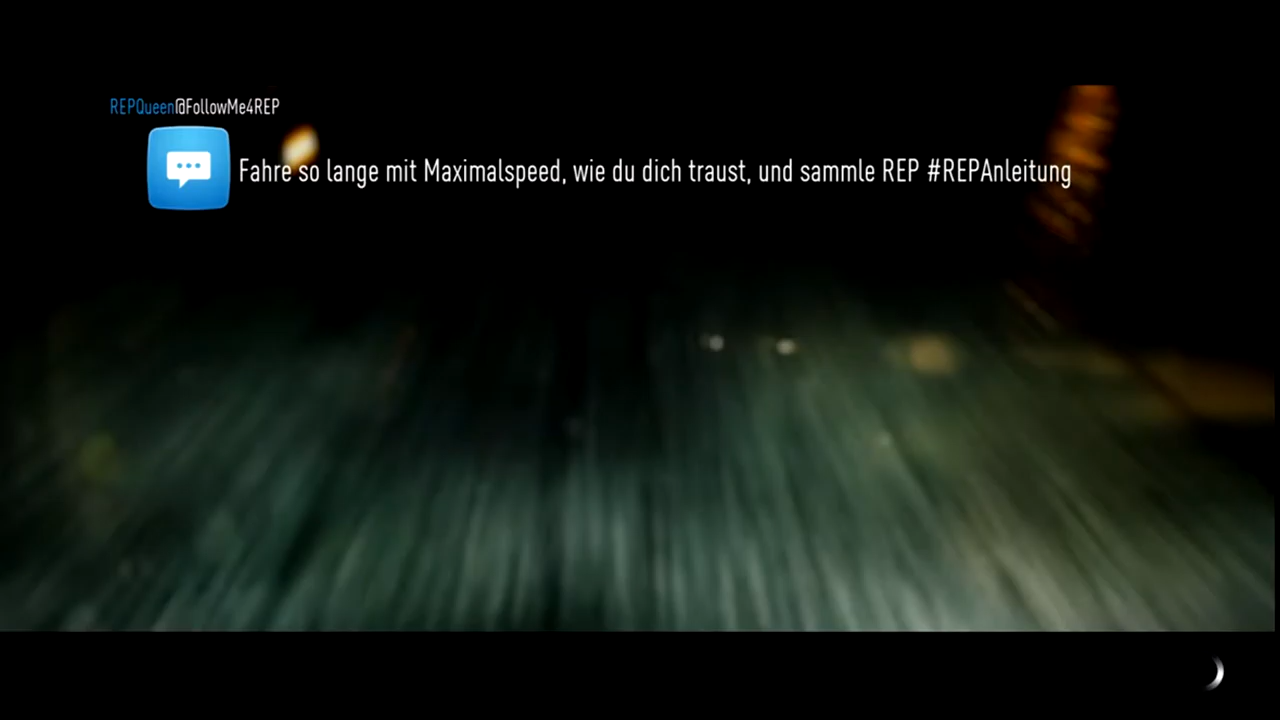 REPQueen@FollowMe4REP
Fahre so lange mit Maximalspeed, wie du dich traust, und sammle REP #REPAnleitung